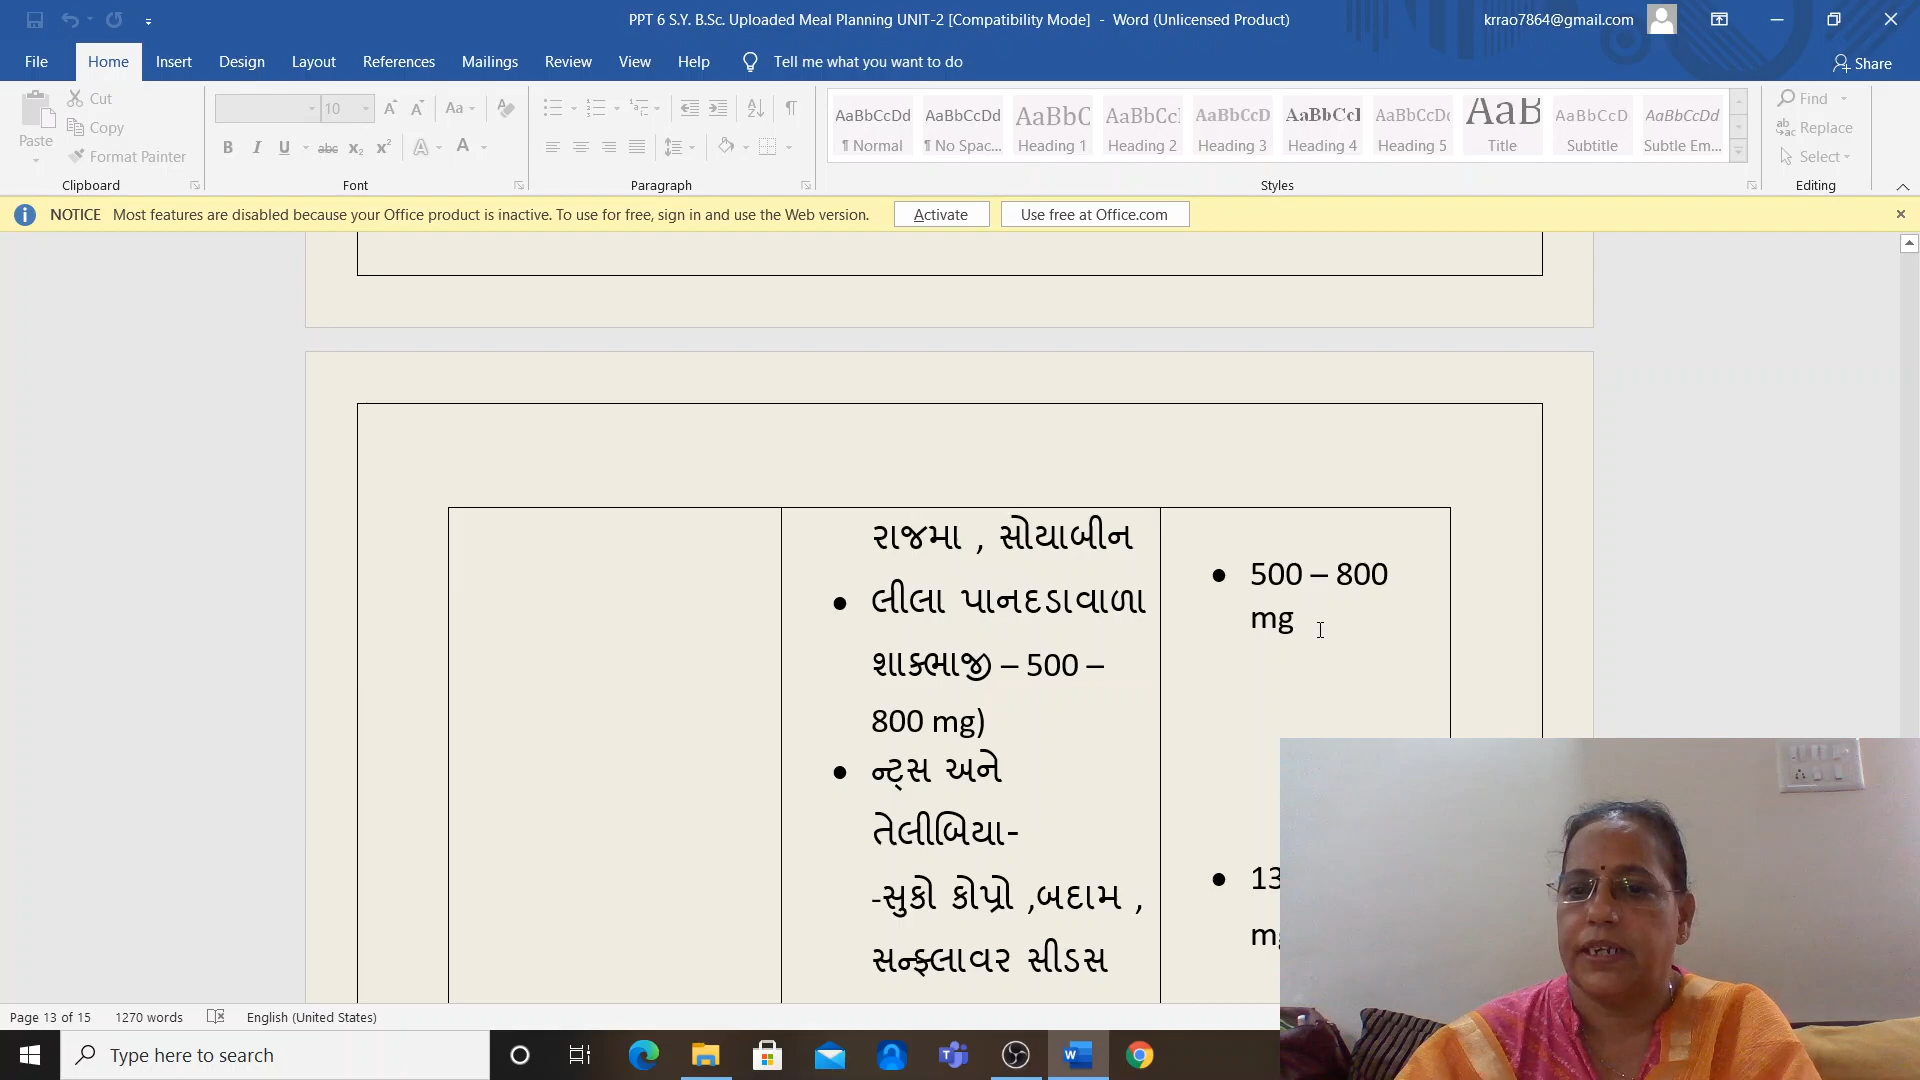 PPT 6 S.Y. B.Sc. Uploaded Meal Planning UNIT-2 [Compatibility Mode] - Word (Unlicensed Product)
krrao7864@gmail.com
File Home Insert Design Layout References Mailings Review View Help Tell me what you want to do
Share
Paste
Cut
Copy
Format Painter
Clipboard
10
Font
Paragraph
AaBbCcDd AaBbCcDd AaBbC AaBbCc AaBbCcD AaBbCcI AaBbCcDc AaB AaBbCcD AaBbCcDd
¶ Normal ¶ No Spac... Heading 1 Heading 2 Heading 3 Heading 4 Heading 5 Title Subtitle Subtle Em...
Styles
Find
Replace
Select
Editing
NOTICE Most features are disabled because your Office product is inactive. To use for free, sign in and use the Web version. Activate Use free at Office.com
રાજમા , સોયાબીન
● લીલા પાનદડાવાળા
શાક્ભાજી – 500 –
800 mg)
● ન્ટ્સ અને
તેલીબિયા-
-સુકો કોપ્રો ,બદામ ,
સન્ફ્લાવર સીડસ
● 500 – 800
mg
● 13
Page 13 of 15 1270 words English (United States)
Type here to search